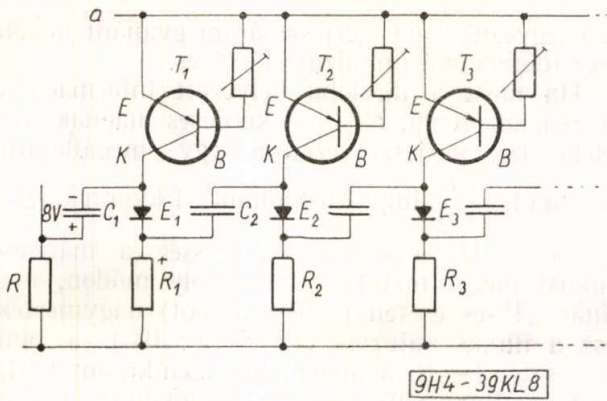 a
T1 T2 T3
E E E
K B K B K B
8V C1 E1 C2 E2 E3
+
R R1 + R2 R3
9H4-39KL8